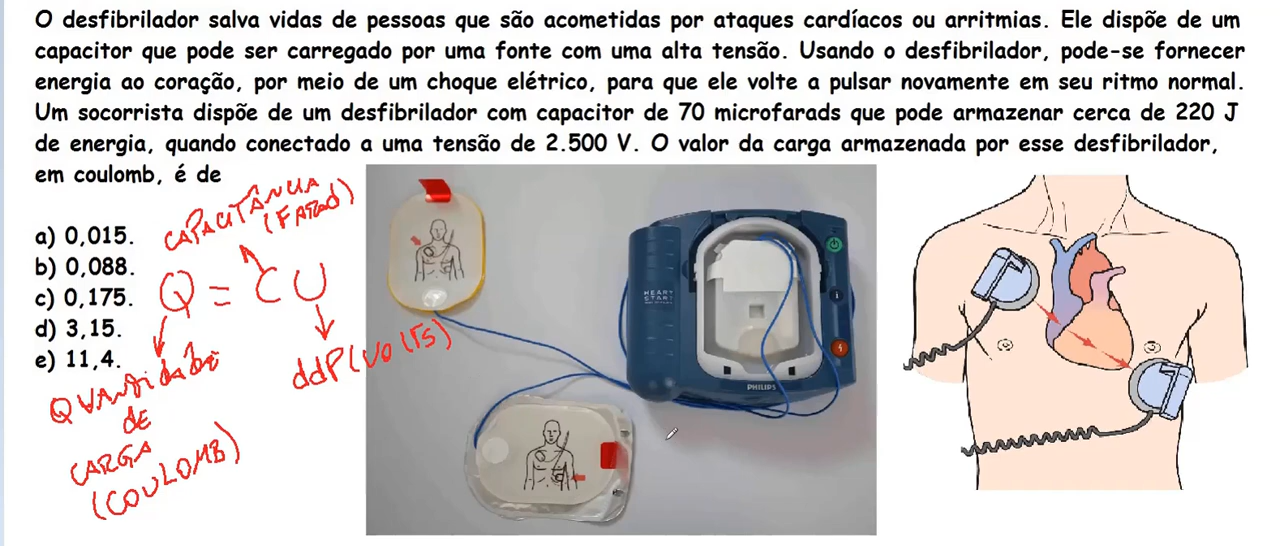 O desfibrilador salva vidas de pessoas que são acometidas por ataques cardíacos ou arritmias. Ele dispõe de um
capacitor que pode ser carregado por uma fonte com uma alta tensão. Usando o desfibrilador, pode-se fornecer
energia ao coração, por meio de um choque elétrico, para que ele volte a pulsar novamente em seu ritmo normal.
Um socorrista dispõe de um desfibrilador com capacitor de 70 microfarads que pode armazenar cerca de 220 J
de energia, quando conectado a uma tensão de 2.500 V. O valor da carga armazenada por esse desfibrilador,
em coulomb, é de
a) 0,015.
b) 0,088.
c) 0,175.
d) 3,15.
e) 11,4.
CAPACITÂNCIA
(FARAD)
Q = CU
ddP (VOLTS)
QUANtidAdE
dE
CARGA
(COULOMB)
HEART
START
PHILIPS